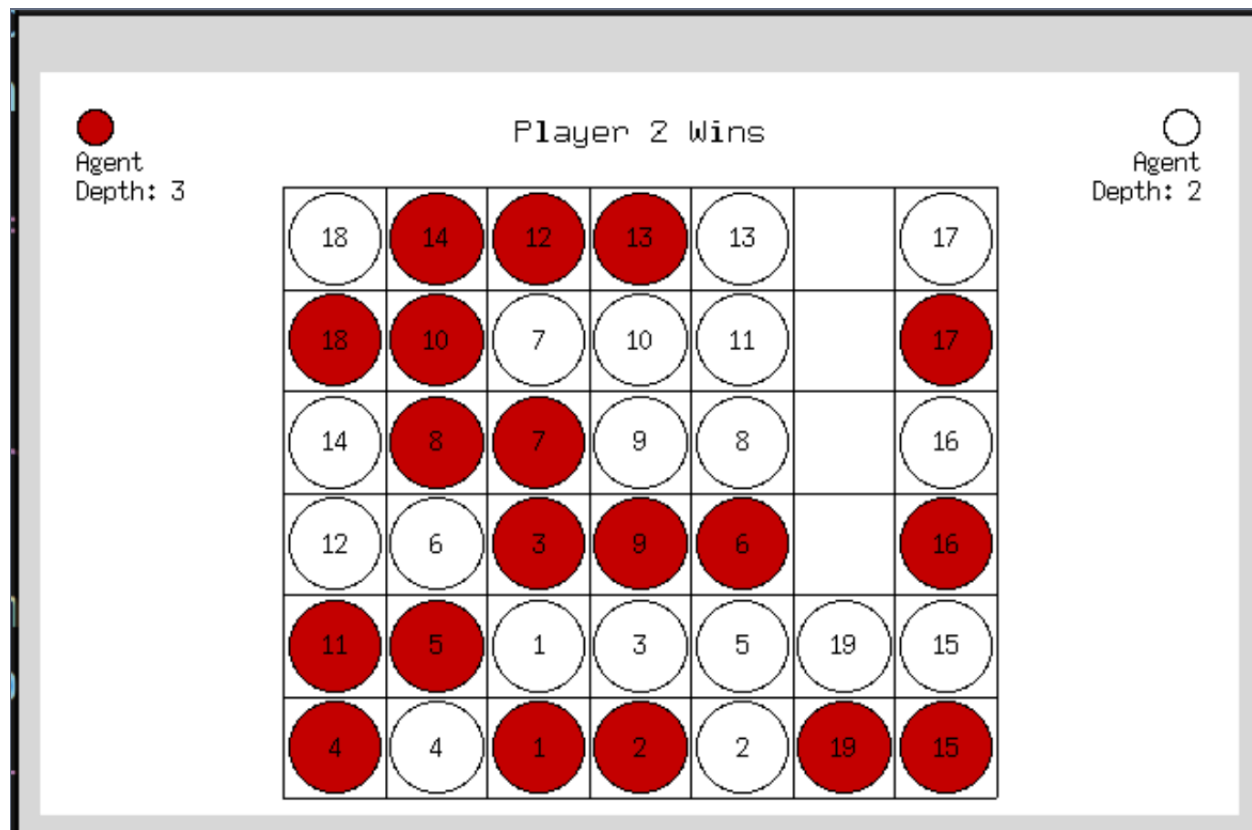 Player 2 Wins
Agent
Depth: 3
Agent
Depth: 2
18 14 12 13 13 17
18 10 7 10 11 17
14 8 7 9 8 16
12 6 3 9 6 16
11 5 1 3 5 19 15
4 4 1 2 2 19 15